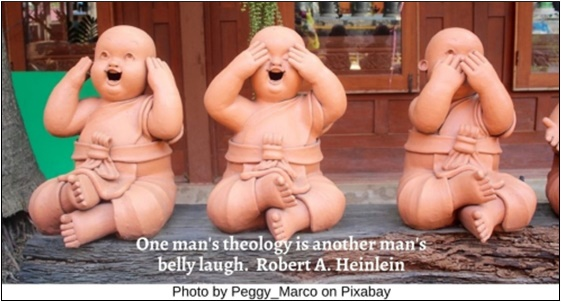 One man's theology is another man's
belly laugh.  Robert A. Heinlein
Photo by Peggy_Marco on Pixabay